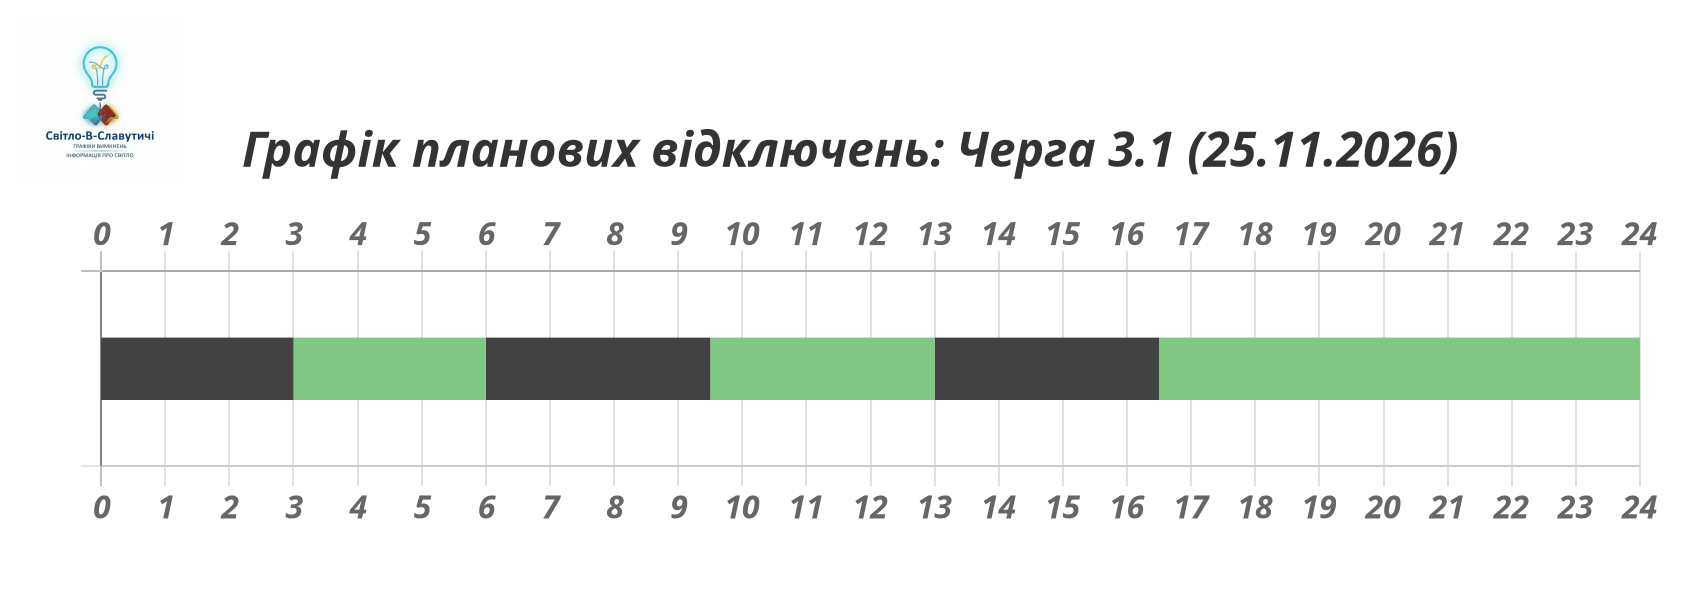 Світло-В-Славутичі
ГРАФІКИ ВИМКНЕНЬ
ІНФОРМАЦІЯ ПРО СВІТЛО
Графік планових відключень: Черга 3.1 (25.11.2026)
0 1 2 3 4 5 6 7 8 9 10 11 12 13 14 15 16 17 18 19 20 21 22 23 24
0 1 2 3 4 5 6 7 8 9 10 11 12 13 14 15 16 17 18 19 20 21 22 23 24